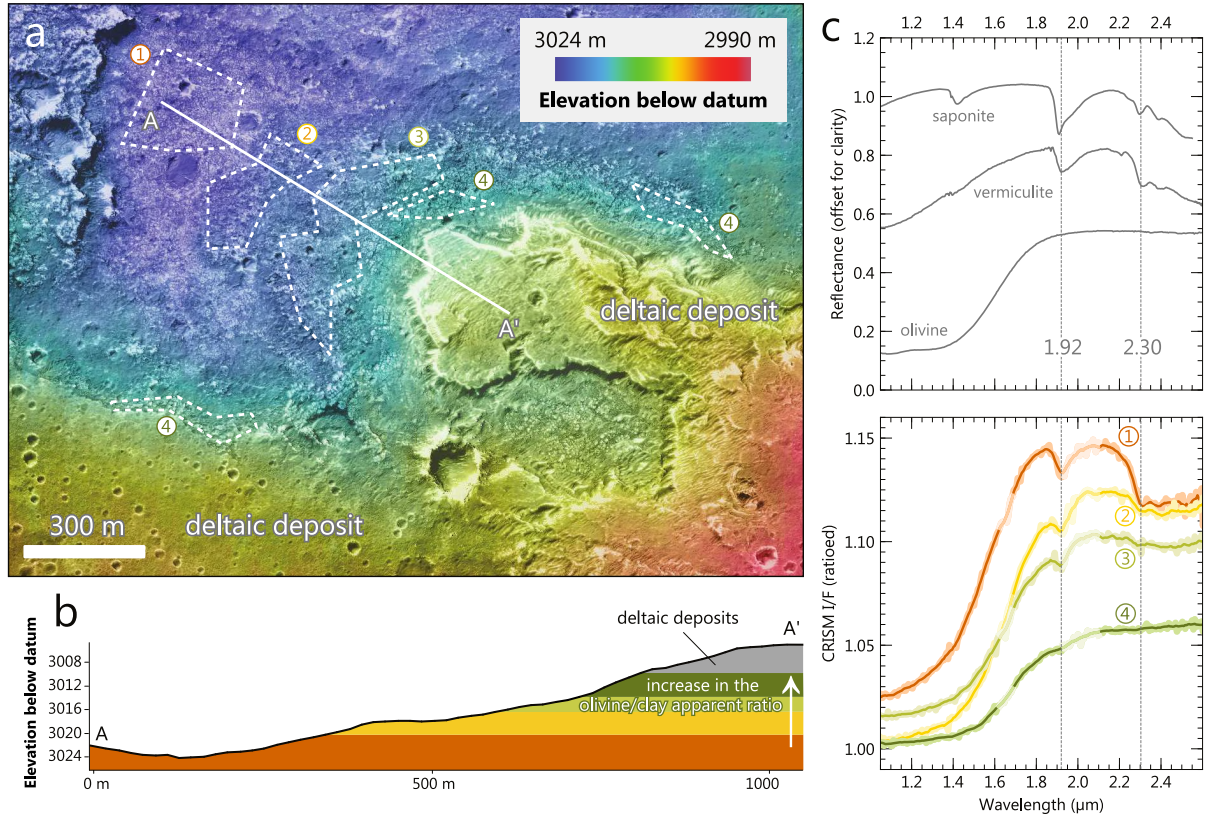 a
3024 m 2990 m
Elevation below datum
①
A
②
③
④
④
A'
deltaic deposit
④
300 m
deltaic deposit
b
Elevation below datum
3008
3012
3016
3020
3024
A
deltaic deposits
A'
increase in the
olivine/clay apparent ratio
0 m 500 m 1000
c
1.2 1.4 1.6 1.8 2.0 2.2 2.4
Reflectance (offset for clarity)
1.2
1.0
0.8
0.6
0.4
0.2
0.0
saponite
vermiculite
olivine
1.92 2.30
CRISM I/F (ratioed)
1.15
1.10
1.05
1.00
①
②
③
④
1.2 1.4 1.6 1.8 2.0 2.2 2.4
Wavelength (μm)